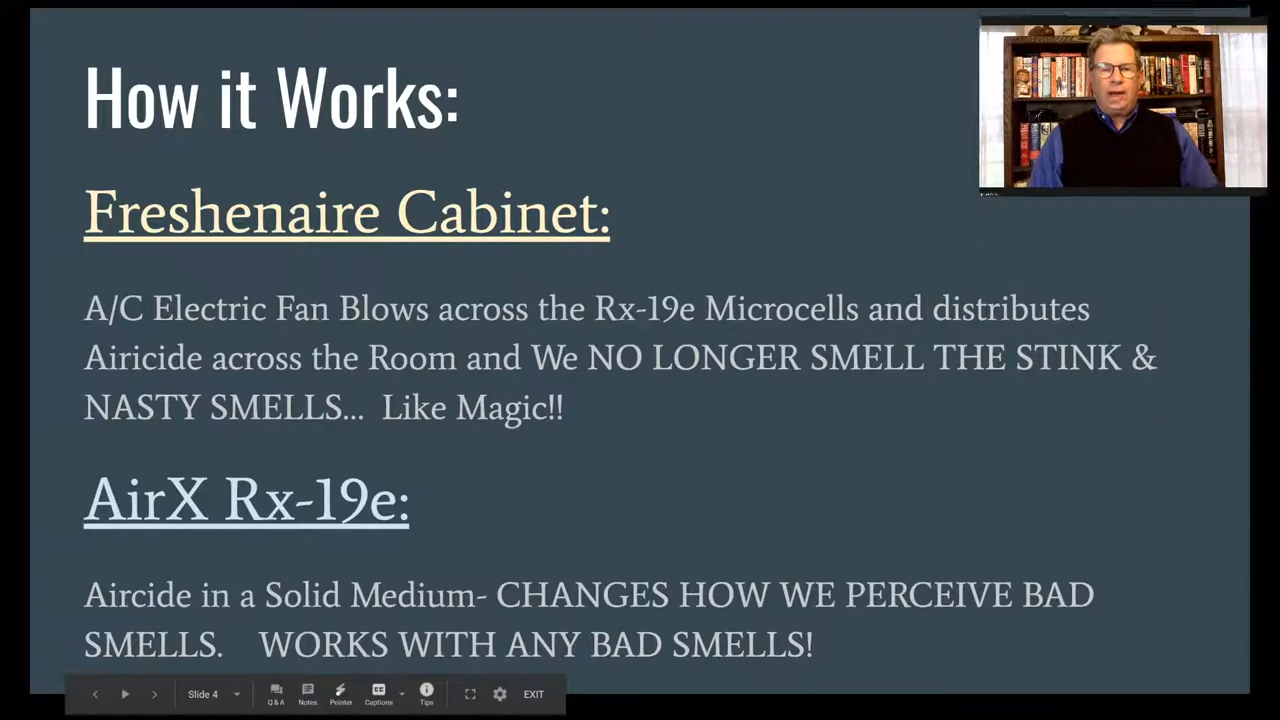 How it Works:
Freshenaire Cabinet:
A/C Electric Fan Blows across the Rx-19e Microcells and distributes
Airicide across the Room and We NO LONGER SMELL THE STINK &
NASTY SMELLS... Like Magic!!
AirX Rx-19e:
Aircide in a Solid Medium- CHANGES HOW WE PERCEIVE BAD
SMELLS. WORKS WITH ANY BAD SMELLS!
Slide 4
Q & A
Notes
Pointer
Captions
Tips
EXIT